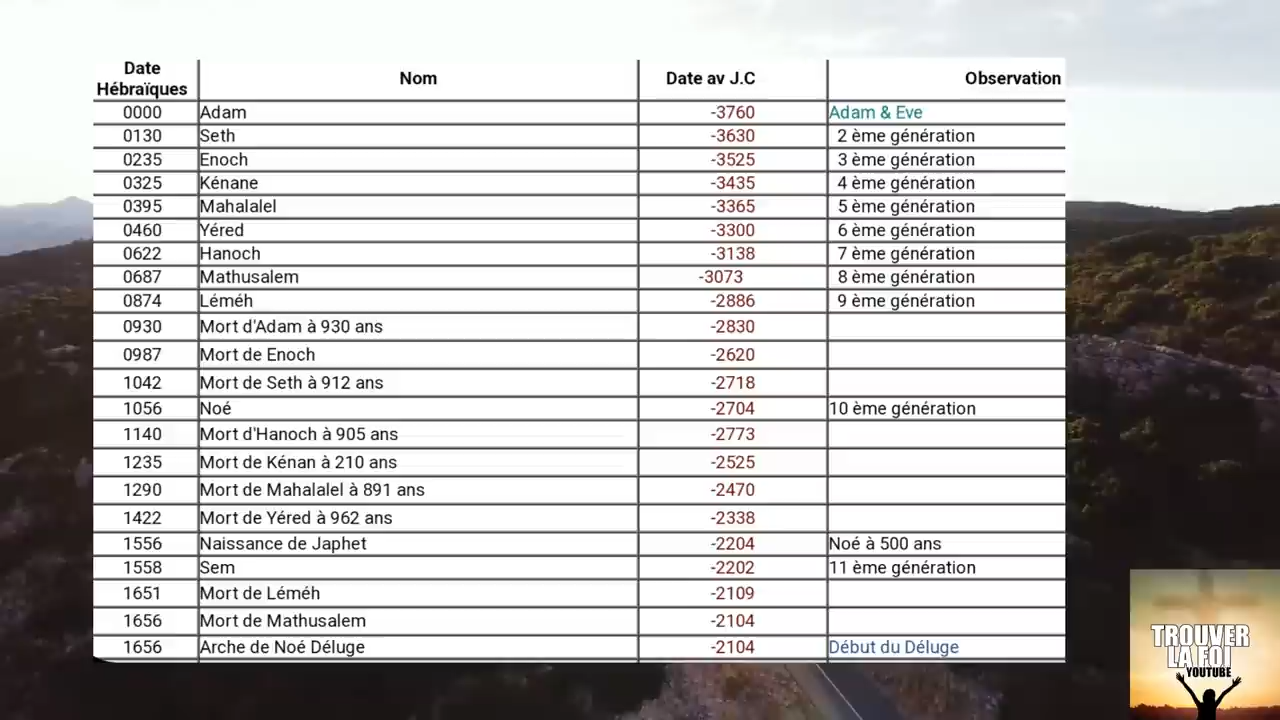 Date Hébraïques Nom Date av J.C Observation
0000 Adam -3760 Adam & Eve
0130 Seth -3630 2 ème génération
0235 Enoch -3525 3 ème génération
0325 Kénane -3435 4 ème génération
0395 Mahalalel -3365 5 ème génération
0460 Yéred -3300 6 ème génération
0622 Hanoch -3138 7 ème génération
0687 Mathusalem -3073 8 ème génération
0874 Léméh -2886 9 ème génération
0930 Mort d'Adam à 930 ans -2830
0987 Mort de Enoch -2620
1042 Mort de Seth à 912 ans -2718
1056 Noé -2704 10 ème génération
1140 Mort d'Hanoch à 905 ans -2773
1235 Mort de Kénan à 210 ans -2525
1290 Mort de Mahalalel à 891 ans -2470
1422 Mort de Yéred à 962 ans -2338
1556 Naissance de Japhet -2204 Noé à 500 ans
1558 Sem -2202 11 ème génération
1651 Mort de Léméh -2109
1656 Mort de Mathusalem -2104
1656 Arche de Noé Déluge -2104 Début du Déluge
TROUVER
LA FOI
YOUTUBE